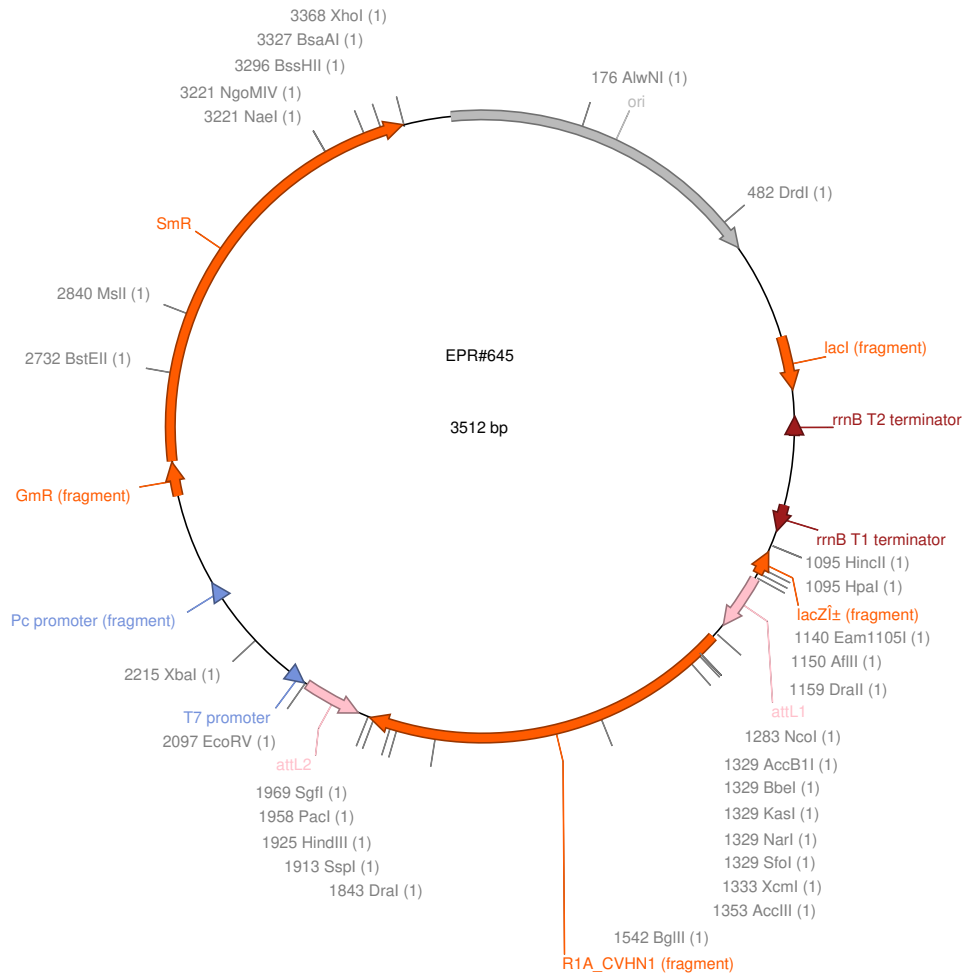 3368 XhoI (1)
3327 BsaAI (1)
3296 BssHII (1)
3221 NgoMIV (1)
3221 NaeI (1)
176 AlwNI (1)
ori
482 DrdI (1)
SmR
2840 MslI (1)
2732 BstEII (1)
EPR#645
3512 bp
lacI (fragment)
rrnB T2 terminator
GmR (fragment)
rrnB T1 terminator
1095 HincII (1)
1095 HpaI (1)
lacZÎ± (fragment)
1140 Eam1105I (1)
1150 AflII (1)
1159 DraII (1)
attL1
1283 NcoI (1)
1329 AccB1I (1)
1329 BbeI (1)
1329 KasI (1)
1329 NarI (1)
1329 SfoI (1)
1333 XcmI (1)
1353 AccIII (1)
1542 BglII (1)
R1A_CVHN1 (fragment)
Pc promoter (fragment)
2215 XbaI (1)
T7 promoter
2097 EcoRV (1)
attL2
1969 SgfI (1)
1958 PacI (1)
1925 HindIII (1)
1913 SspI (1)
1843 DraI (1)